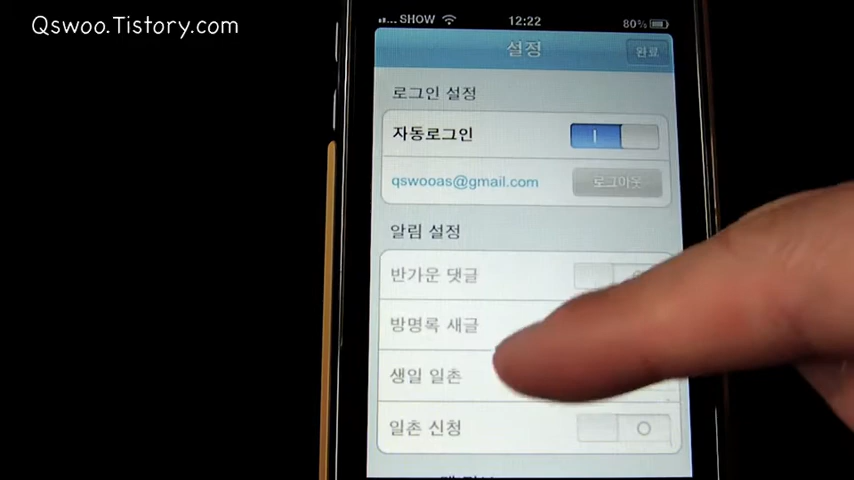 Qswoo.Tistory.com
SHOW 12:22 80%
설정 완료
로그인 설정
자동로그인
qswooas@gmail.com 로그아웃
알림 설정
반가운 댓글
방명록 새글
생일 일촌
일촌 신청